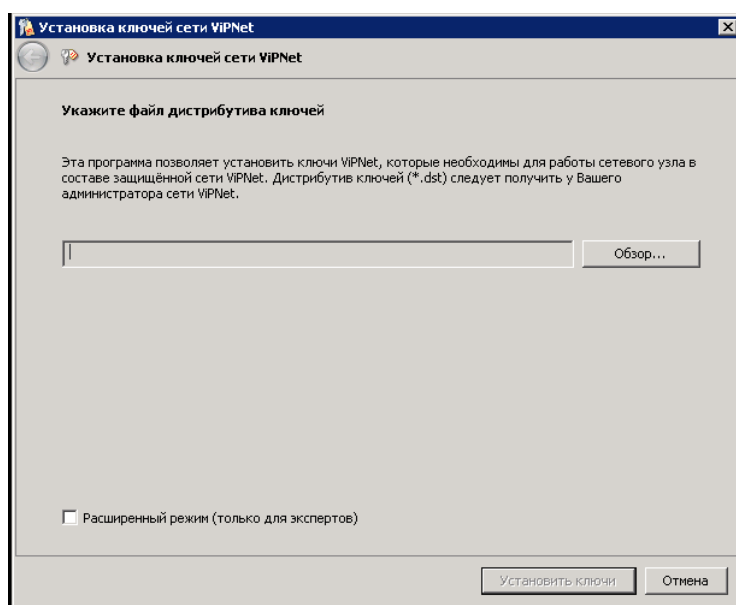 Установка ключей сети ViPNet
Установка ключей сети ViPNet
Укажите файл дистрибутива ключей
Эта программа позволяет установить ключи ViPNet, которые необходимы для работы сетевого узла в
составе защищённой сети ViPNet. Дистрибутив ключей (*.dst) следует получить у Вашего
администратора сети ViPNet.
Обзор...
Расширенный режим (только для экспертов)
Установить ключи
Отмена